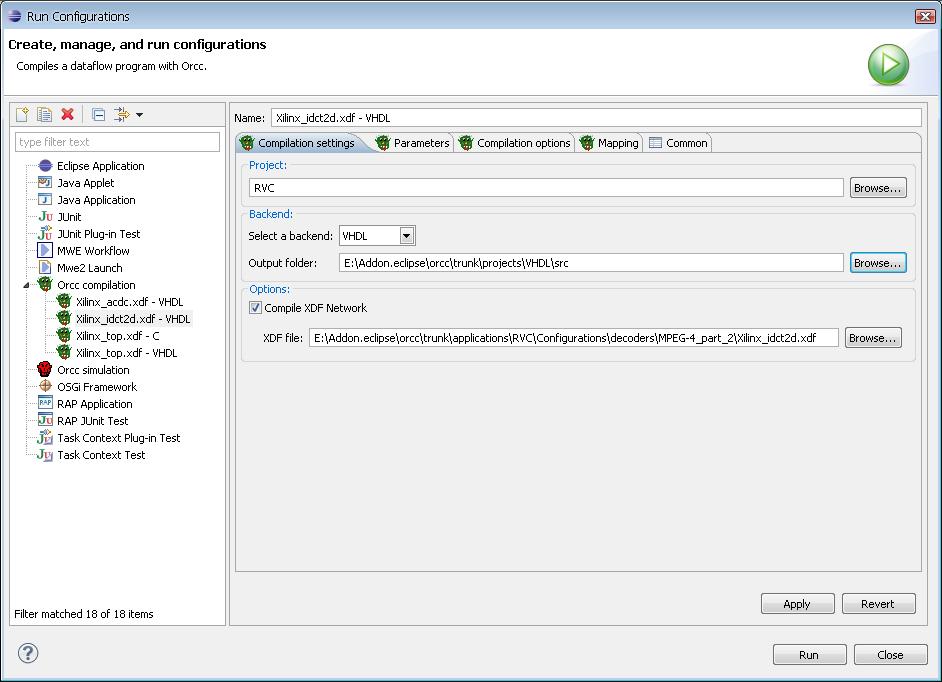 Run Configurations
Create, manage, and run configurations
Compiles a dataflow program with Orcc.
type filter text
Eclipse Application
Java Applet
Java Application
JUnit
JUnit Plug-in Test
MWE Workflow
Mwe2 Launch
Orcc compilation
Xilinx_acdc.xdf - VHDL
Xilinx_idct2d.xdf - VHDL
Xilinx_top.xdf - C
Xilinx_top.xdf - VHDL
Orcc simulation
OSGi Framework
RAP Application
RAP JUnit Test
Task Context Plug-in Test
Task Context Test
Filter matched 18 of 18 items
Name: Xilinx_idct2d.xdf - VHDL
Compilation settings Parameters Compilation options Mapping Common
Project:
RVC Browse...
Backend:
Select a backend: VHDL
Output folder: E:\Addon.eclipse\orcc\trunk\projects\VHDL\src Browse...
Options:
Compile XDF Network
XDF file: E:\Addon.eclipse\orcc\trunk\applications\RVC\Configurations\decoders\MPEG-4_part_2\Xilinx_idct2d.xdf Browse...
Apply Revert
? Run Close